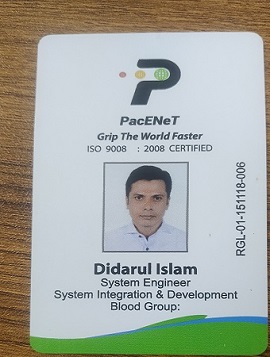 PacENeT
Grip The World Faster
ISO 9008 : 2008 CERTIFIED
RGL-01-151118-006
Didarul Islam
System Engineer
System Integration & Development
Blood Group: